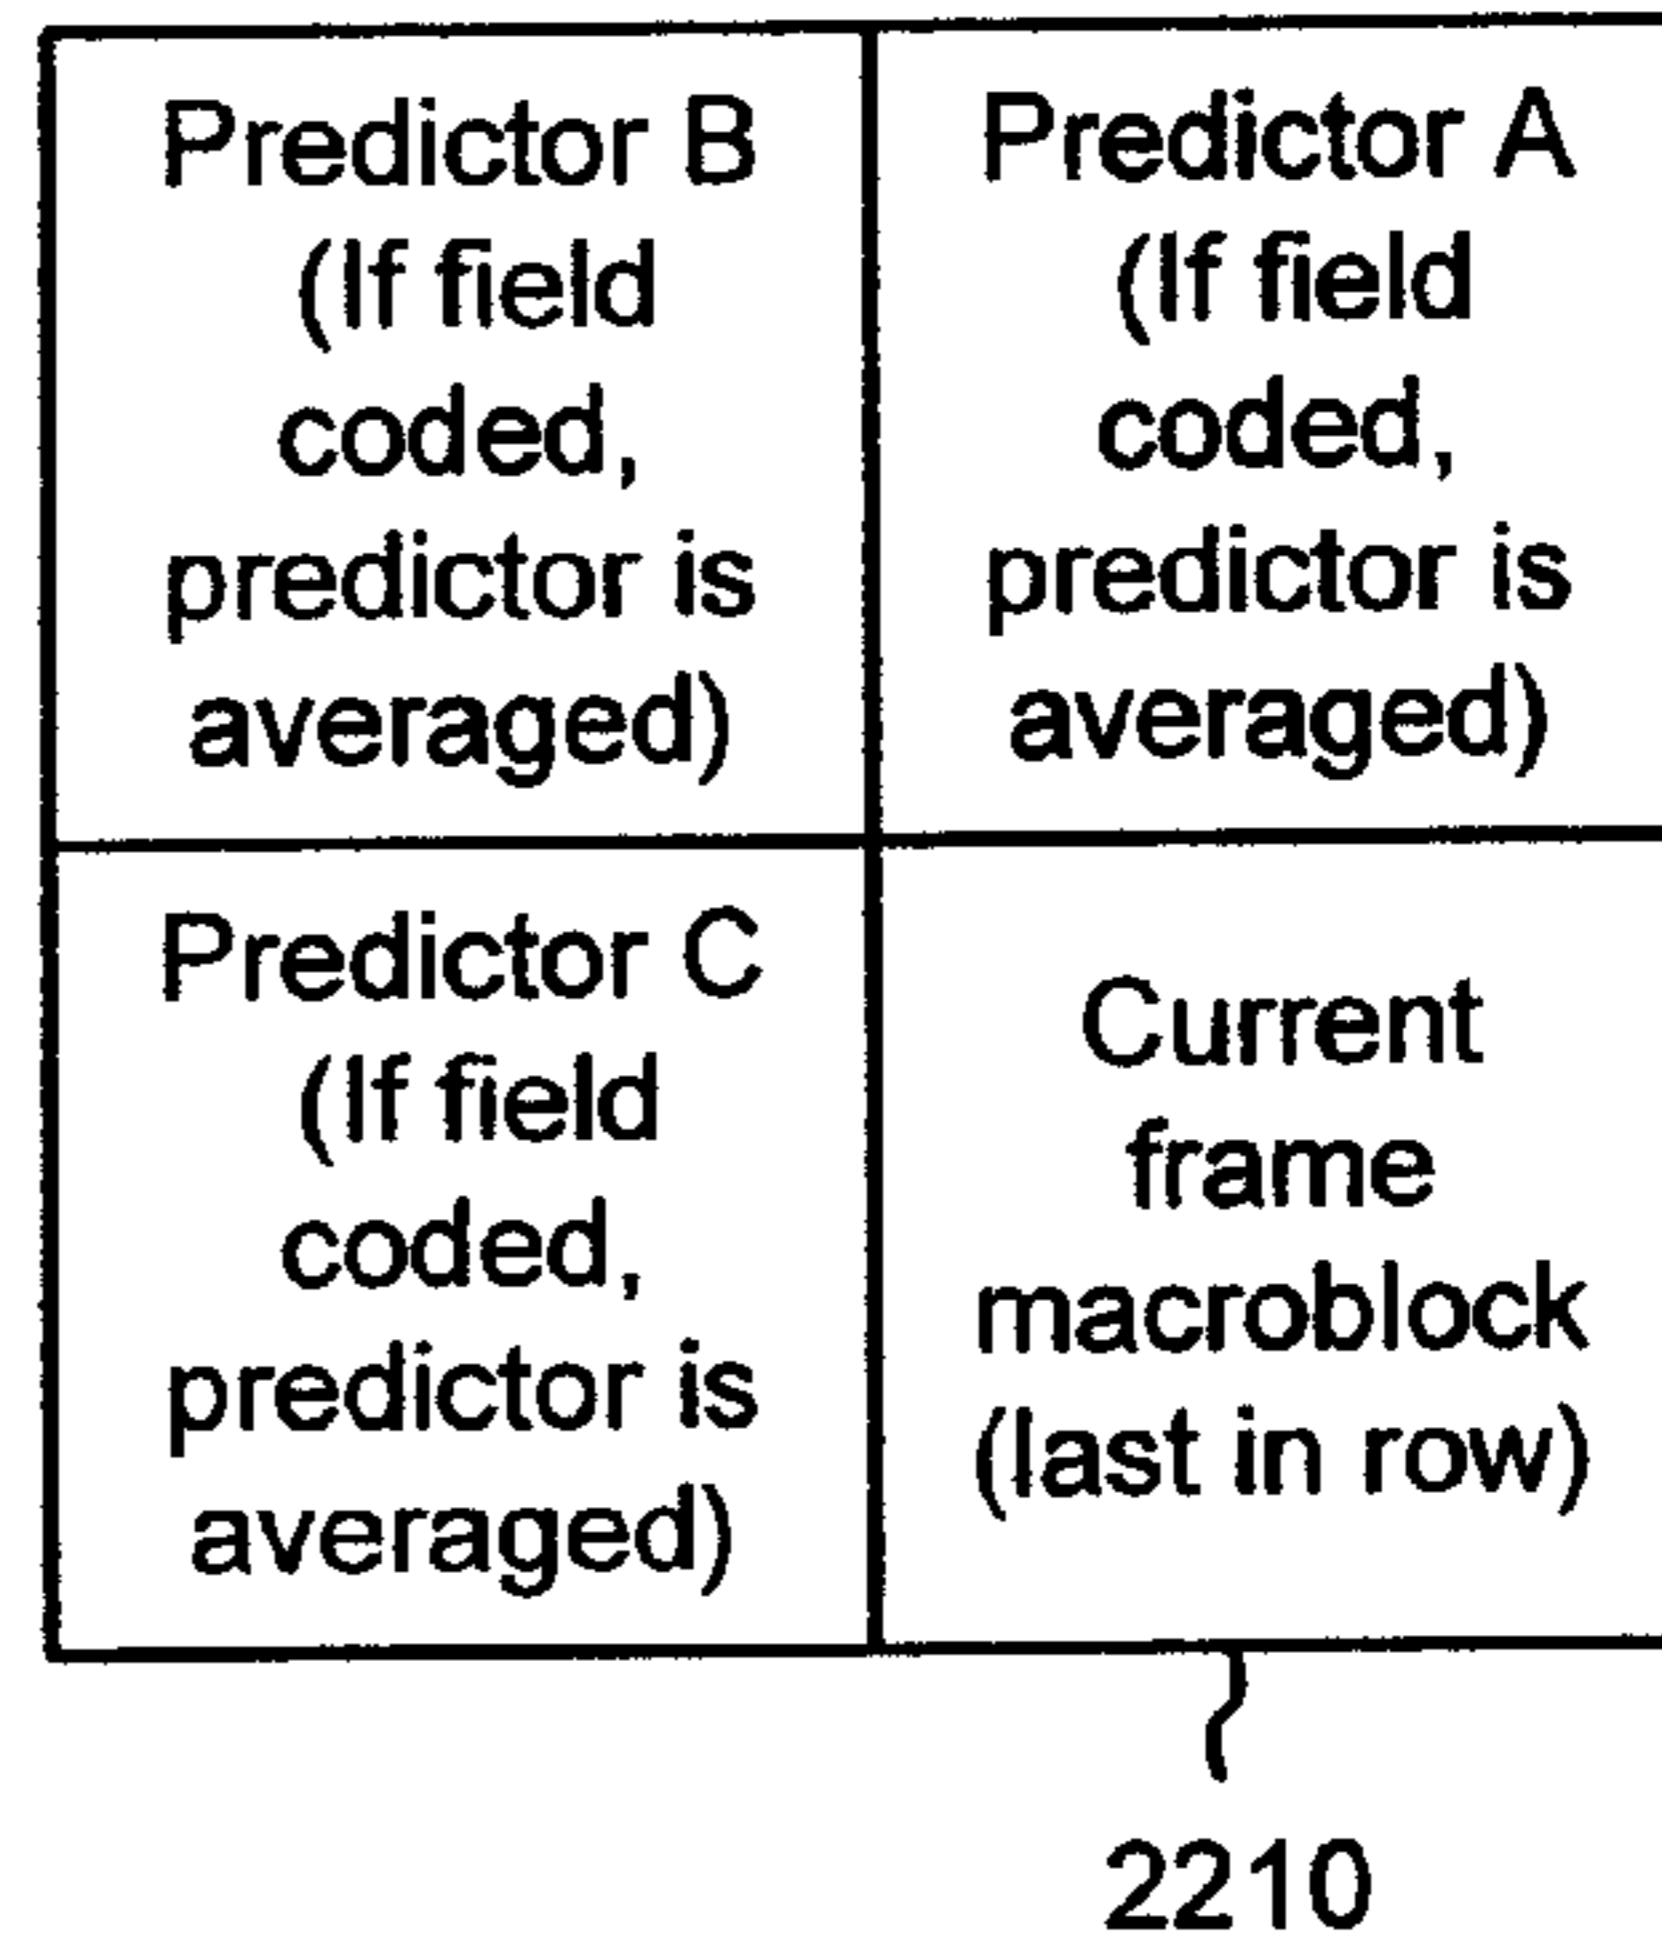 Predictor B
(If field
coded,
predictor is
averaged)
Predictor A
(If field
coded,
predictor is
averaged)
Predictor C
(If field
coded,
predictor is
averaged)
Current
frame
macroblock
(last in row)
2210